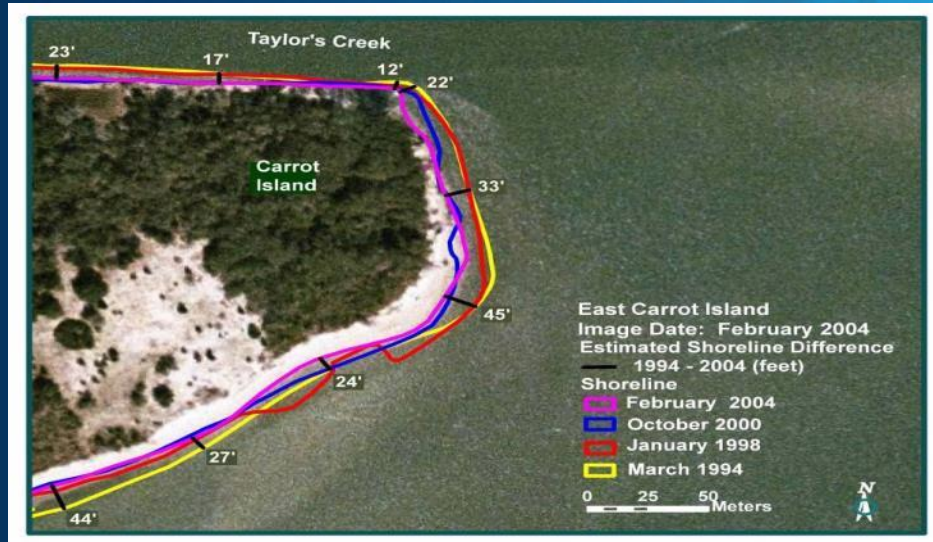 Taylor's Creek
23'
17'
12'
22'
Carrot
Island
33'
45'
24'
27'
44'
East Carrot Island
Image Date: February 2004
Estimated Shoreline Difference
1994 - 2004 (feet)
Shoreline
February 2004
October 2000
January 1998
March 1994
0 25 50
Meters
N